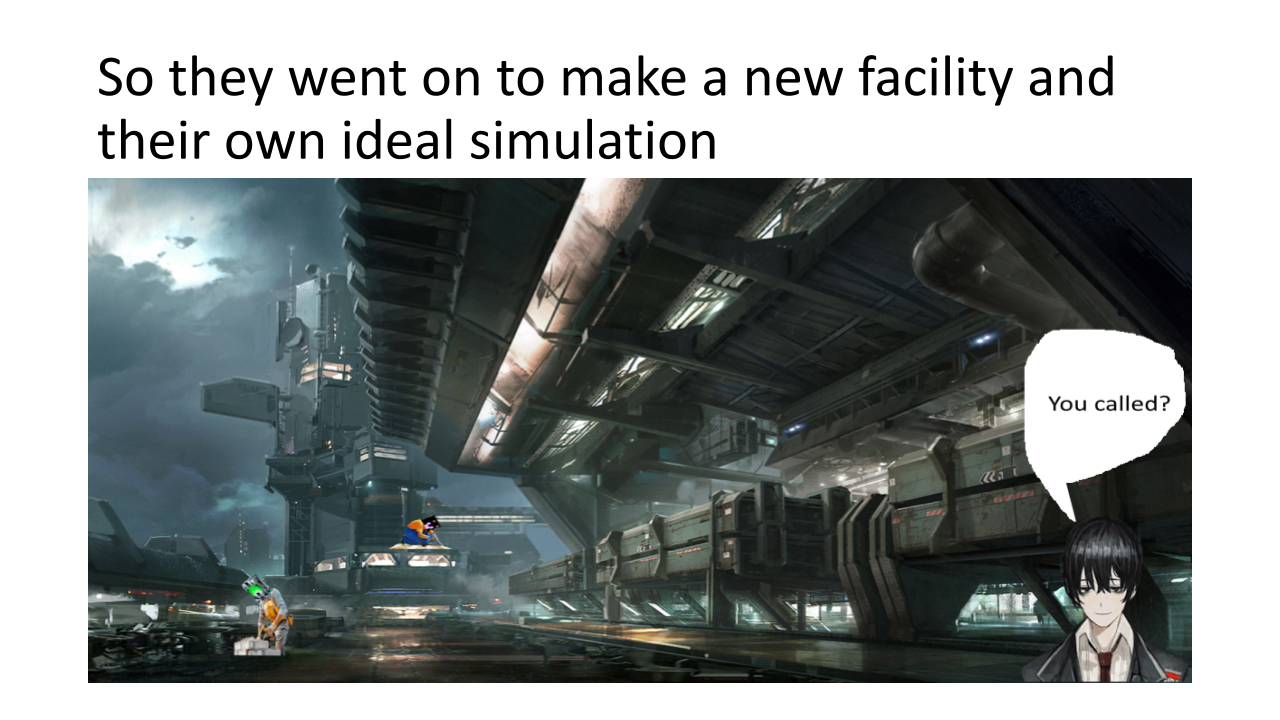 So they went on to make a new facility and
their own ideal simulation
You called?